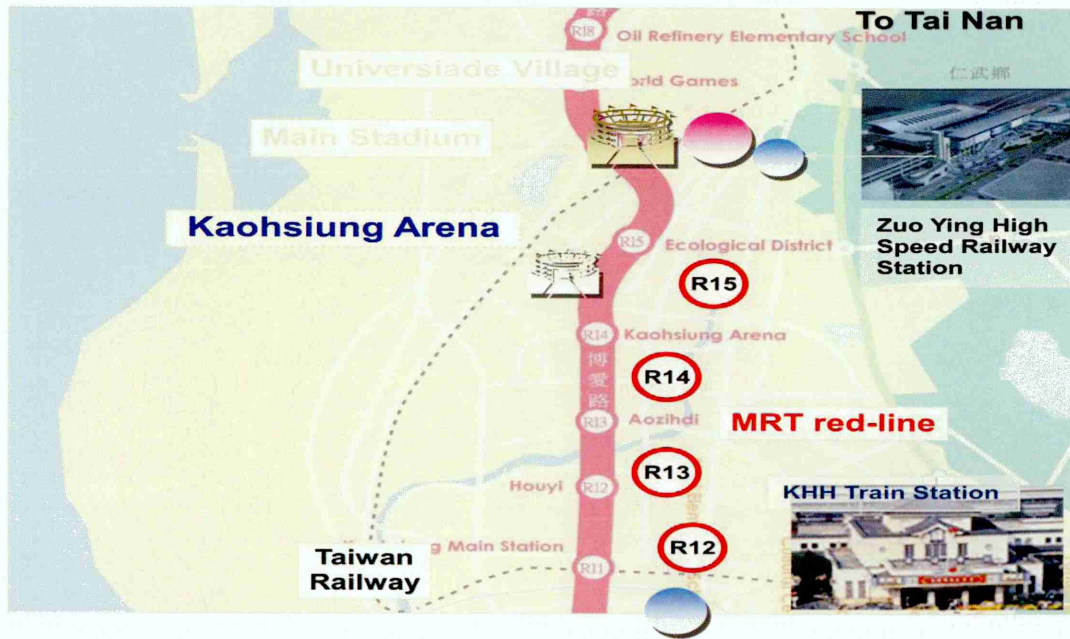 To Tai Nan
R18 Oil Refinery Elementary School
Universiade Village
orld Games
仁武鄉
Main Stadium
Kaohsiung Arena
R15 Ecological District
Zuo Ying High
Speed Railway
Station
R15
R14 Kaohsiung Arena
博愛路
R14
R13 Aozihdi
MRT red-line
R13
Houyi R12
KHH Train Station
R12
Main Station
R11
Taiwan
Railway